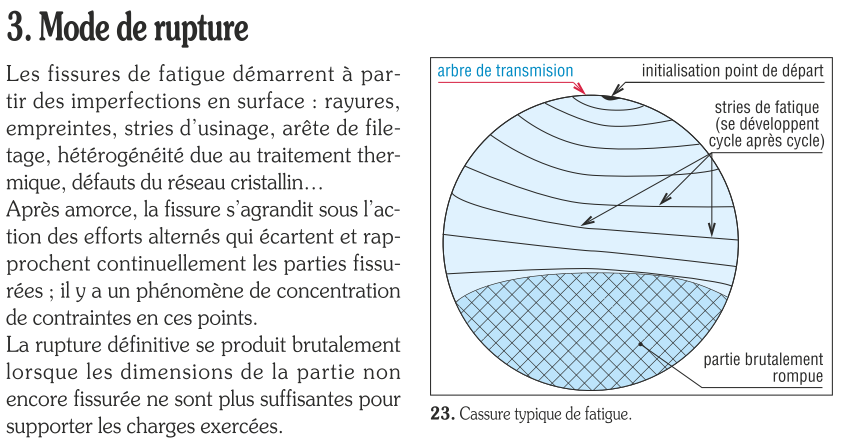 3. Mode de rupture
Les fissures de fatigue démarrent à par-
tir des imperfections en surface : rayures,
empreintes, stries d'usinage, arête de file-
tage, hétérogénéité due au traitement ther-
mique, défauts du réseau cristallin...
Après amorce, la fissure s'agrandit sous l'ac-
tion des efforts alternés qui écartent et rap-
prochent continuellement les parties fissu-
rées ; il y a un phénomène de concentration
de contraintes en ces points.
La rupture définitive se produit brutalement
lorsque les dimensions de la partie non
encore fissurée ne sont plus suffisantes pour
supporter les charges exercées.
arbre de transmision
initialisation point de départ
stries de fatique
(se développent
cycle après cycle)
partie brutalement
rompue
23. Cassure typique de fatigue.